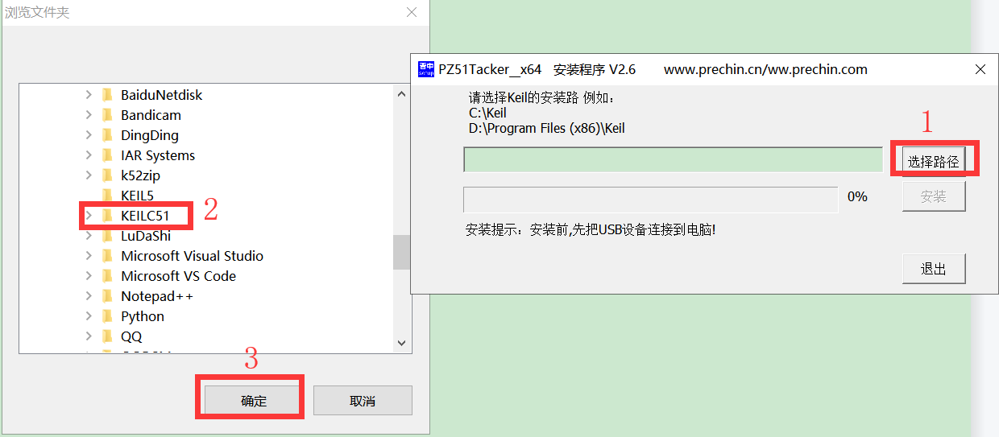 浏览文件夹
BaiduNetdisk
Bandicam
DingDing
IAR Systems
k52zip
KEIL5
KEILC51
2
LuDaShi
Microsoft Visual Studio
Microsoft VS Code
Notepad++
Python
QQ
3
确定
取消
普中
setup
PZ51Tacker__x64 安装程序 V2.6 www.prechin.cn/ww.prechin.com
请选择Keil的安装路 例如:
C:\Keil
D:\Program Files (x86)\Keil
1
选择路径
0%
安装
安装提示：安装前,先把USB设备连接到电脑!
退出